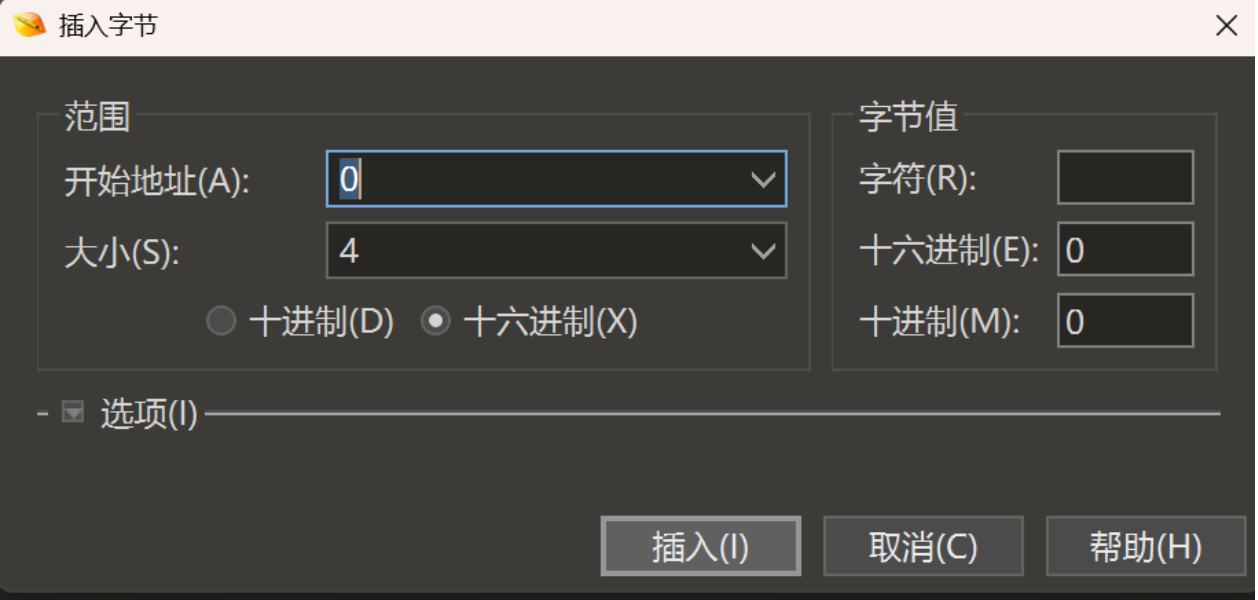 插入字节
范围
开始地址(A): 0
大小(S): 4
十进制(D) 十六进制(X)
字节值
字符(R):
十六进制(E): 0
十进制(M): 0
选项(I)
插入(I) 取消(C) 帮助(H)